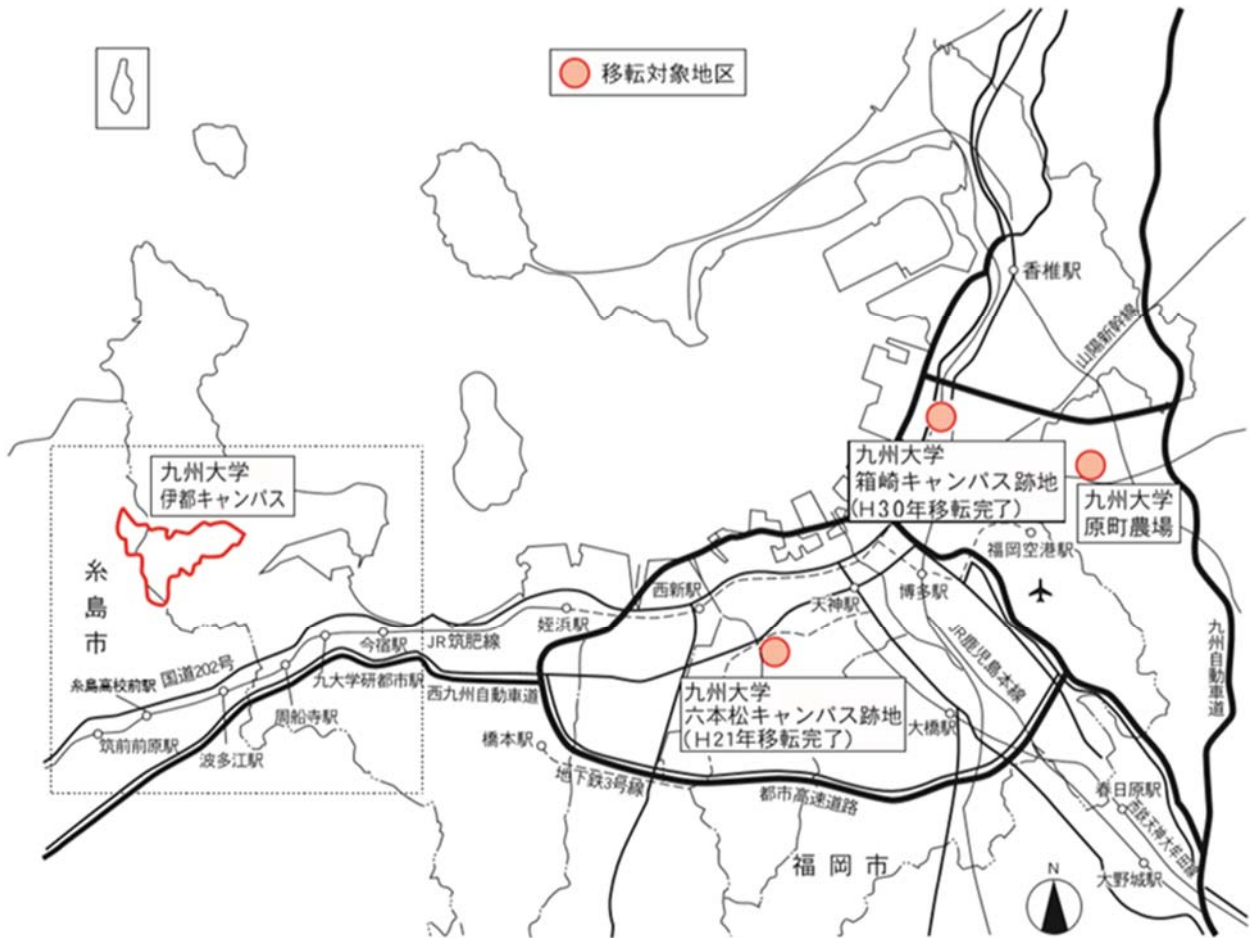 移転対象地区
香椎駅
山陽新幹線
九州大学
伊都キャンパス
九州大学
箱崎キャンパス跡地
(H30年移転完了)
九州大学
原町農場
福岡空港駅
糸島市
西新駅
天神駅
博多駅
姪浜駅
今宿駅
JR筑肥線
国道202号
糸島高校前駅
九大学研都市駅
西九州自動車道
周船寺駅
筑前前原駅
波多江駅
九州大学
六本松キャンパス跡地
(H21年移転完了)
JR鹿児島本線
九州自動車道
大橋駅
橋本駅
地下鉄3号線
都市高速道路
春日原駅
西鉄天神大牟田線
福岡市
大野城駅
N